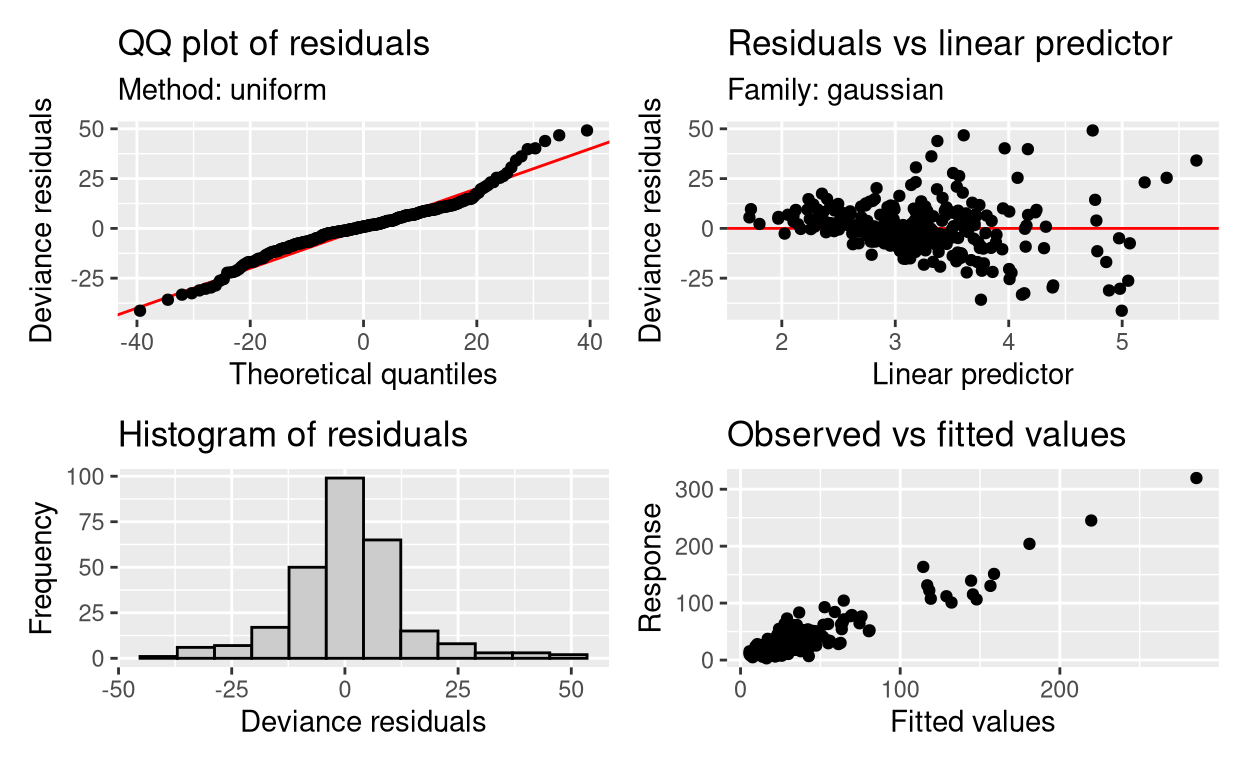 QQ plot of residuals
Method: uniform
Deviance residuals
50
25
0
-25
-40
-20
0
20
40
Theoretical quantiles
Residuals vs linear predictor
Family: gaussian
Deviance residuals
50
25
0
-25
2
3
4
5
Linear predictor
Histogram of residuals
Frequency
100
75
50
25
0
-50
-25
0
25
50
Deviance residuals
Observed vs fitted values
Response
300
200
100
0
0
100
200
Fitted values